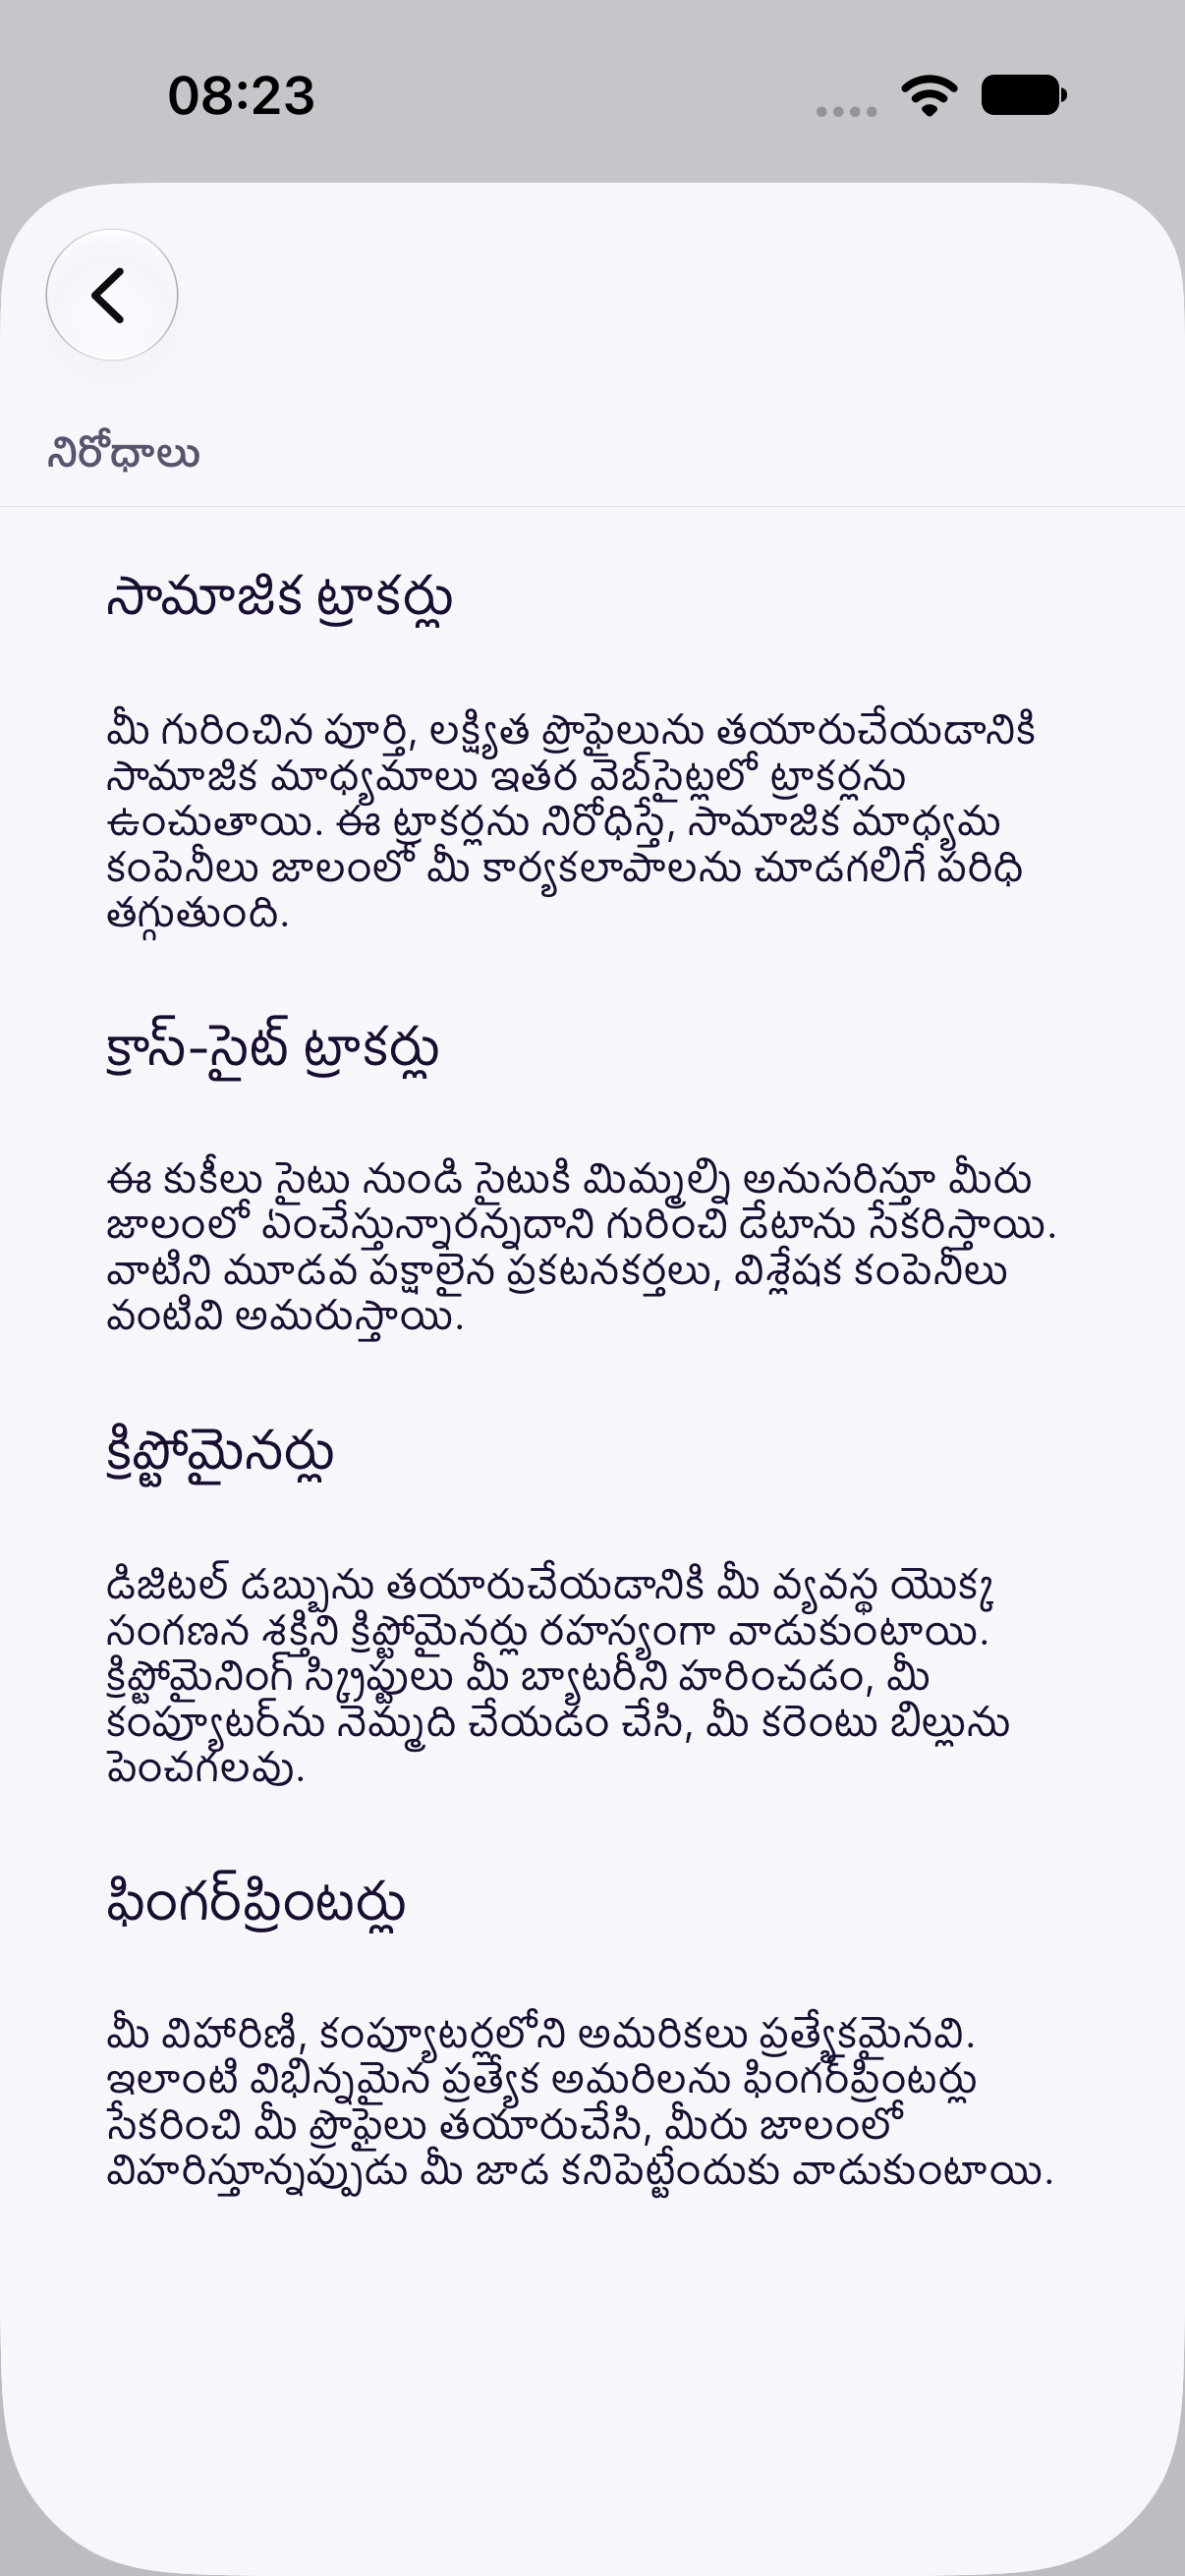 08:23
నిరోధాలు
సామాజిక ట్రాకర్లు
మీ గురించిన పూర్తి, లక్ష్యిత ప్రొఫైలును తయారుచేయడానికి
సామాజిక మాధ్యమాలు ఇతర వెబ్‌సైట్లలో ట్రాకర్లను
ఉంచుతాయి. ఈ ట్రాకర్లను నిరోధిస్తే, సామాజిక మాధ్యమ
కంపెనీలు జాలంలో మీ కార్యకలాపాలను చూడగలిగే పరిధి
తగ్గుతుంది.
క్రాస్-సైట్ ట్రాకర్లు
ఈ కుకీలు సైటు నుండి సైటుకి మిమ్మల్ని అనుసరిస్తూ మీరు
జాలంలో ఏంచేస్తున్నారన్నదాని గురించి డేటాను సేకరిస్తాయి.
వాటిని మూడవ పక్షాలైన ప్రకటనకర్తలు, విశ్లేషక కంపెనీలు
వంటివి అమరుస్తాయి.
క్రిప్టోమైనర్లు
డిజిటల్ డబ్బును తయారుచేయడానికి మీ వ్యవస్థ యొక్క
సంగణన శక్తిని క్రిప్టోమైనర్లు రహస్యంగా వాడుకుంటాయి.
క్రిప్టోమైనింగ్ స్క్రిప్టులు మీ బ్యాటరీని హరించడం, మీ
కంప్యూటర్‌ను నెమ్మది చేయడం చేసి, మీ కరెంటు బిల్లును
పెంచగలవు.
ఫింగర్‌ప్రింటర్లు
మీ విహారిణి, కంప్యూటర్లలోని అమరికలు ప్రత్యేకమైనవి.
ఇలాంటి విభిన్నమైన ప్రత్యేక అమరిలను ఫింగర్‌ప్రింటర్లు
సేకరించి మీ ప్రొఫైలు తయారుచేసి, మీరు జాలంలో
విహరిస్తూన్నప్పుడు మీ జాడ కనిపెట్టేందుకు వాడుకుంటాయి.